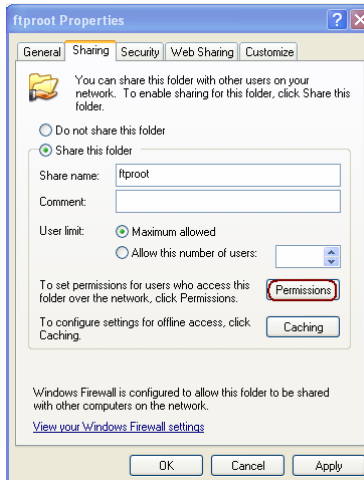 ftproot Properties
General Sharing Security Web Sharing Customize
You can share this folder with other users on your
network. To enable sharing for this folder, click Share this
folder.
Do not share this folder
Share this folder
Share name: ftproot
Comment:
User limit: Maximum allowed
Allow this number of users:
To set permissions for users who access this
folder over the network, click Permissions.
Permissions
To configure settings for offline access, click
Caching.
Caching
Windows Firewall is configured to allow this folder to be shared
with other computers on the network.
View your Windows Firewall settings
OK Cancel Apply